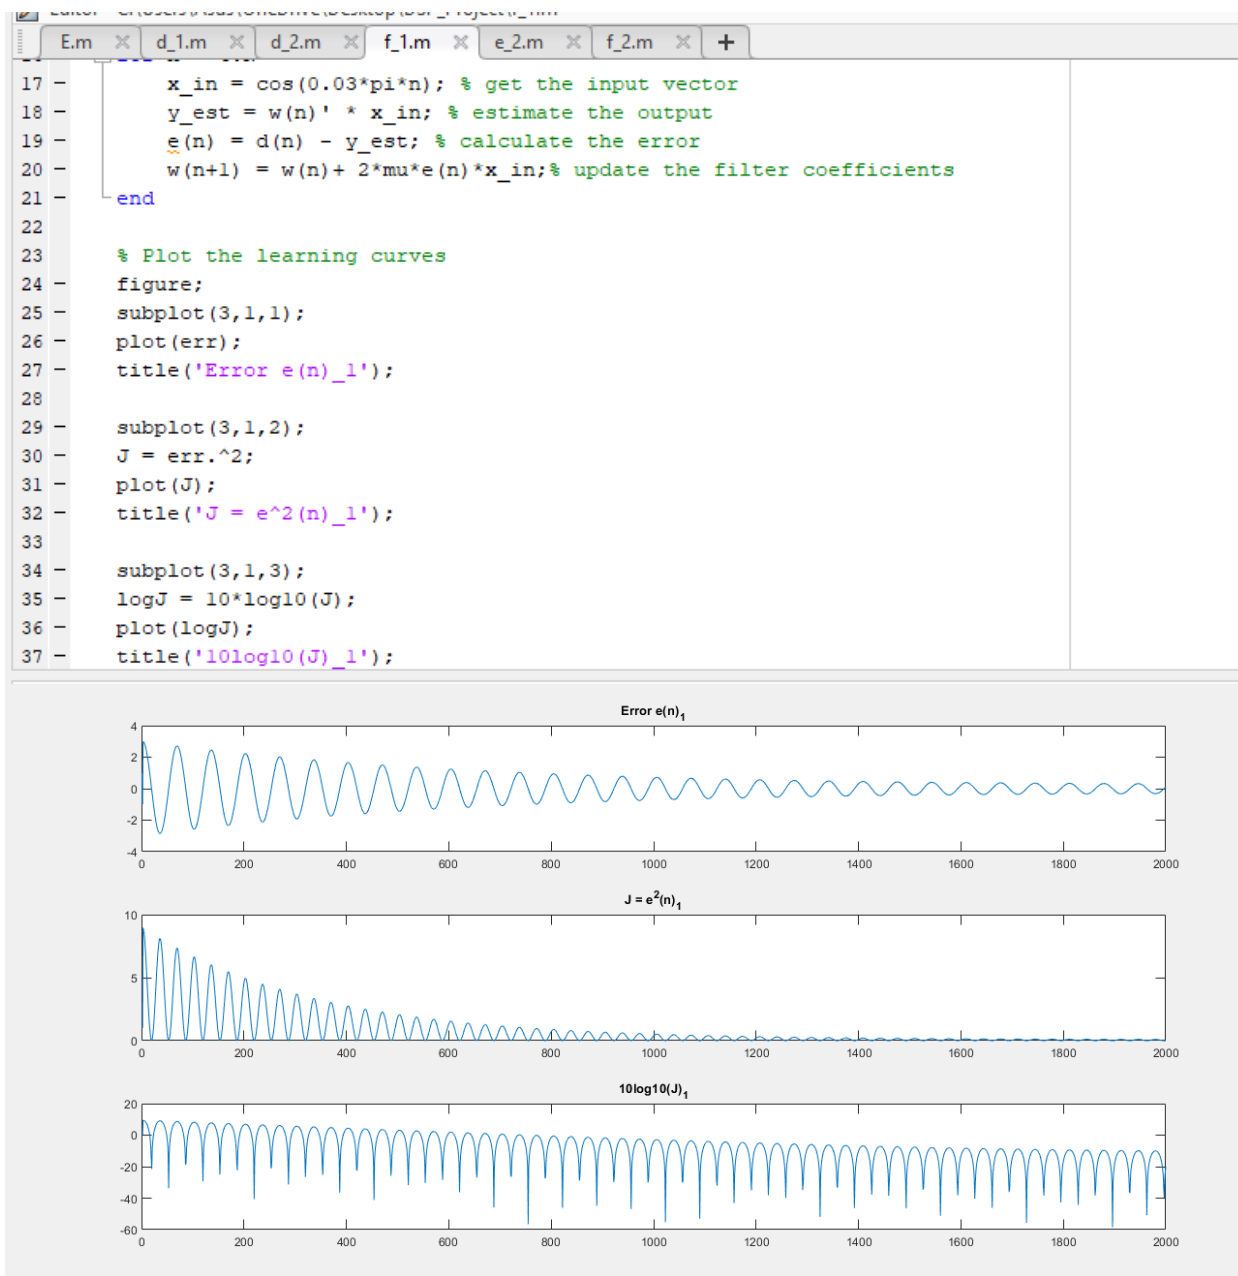 E.m d_1.m d_2.m f_1.m e_2.m f_2.m +
17 x_in = cos(0.03*pi*n); % get the input vector
18 y_est = w(n)' * x_in; % estimate the output
19 e(n) = d(n) - y_est; % calculate the error
20 w(n+1) = w(n)+ 2*mu*e(n)*x_in;% update the filter coefficients
21 end
22
23 % Plot the learning curves
24 figure;
25 subplot(3,1,1);
26 plot(err);
27 title('Error e(n)_1');
28
29 subplot(3,1,2);
30 J = err.^2;
31 plot(J);
32 title('J = e^2(n)_1');
33
34 subplot(3,1,3);
35 logJ = 10*log10(J);
36 plot(logJ);
37 title('10log10(J)_1');
Error e(n)₁
4
2
0
-2
-4
0 200 400 600 800 1000 1200 1400 1600 1800 2000
J = e²(n)₁
10
5
0
0 200 400 600 800 1000 1200 1400 1600 1800 2000
10log10(J)₁
20
0
-20
-40
-60
0 200 400 600 800 1000 1200 1400 1600 1800 2000